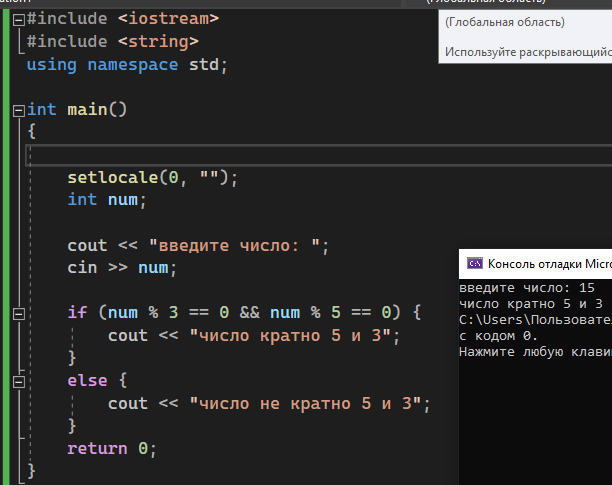 (Глобальная область)
#include <iostream>
#include <string>
using namespace std;
int main()
{
setlocale(0, "");
int num;
cout << "введите число: ";
cin >> num;
if (num % 3 == 0 && num % 5 == 0) {
cout << "число кратно 5 и 3";
}
else {
cout << "число не кратно 5 и 3";
}
return 0;
}
(Глобальная область)
Используйте раскрывающийс
Консоль отладки Micro
введите число: 15
число кратно 5 и 3
C:\Users\Пользовате
с кодом 0.
Нажмите любую клави